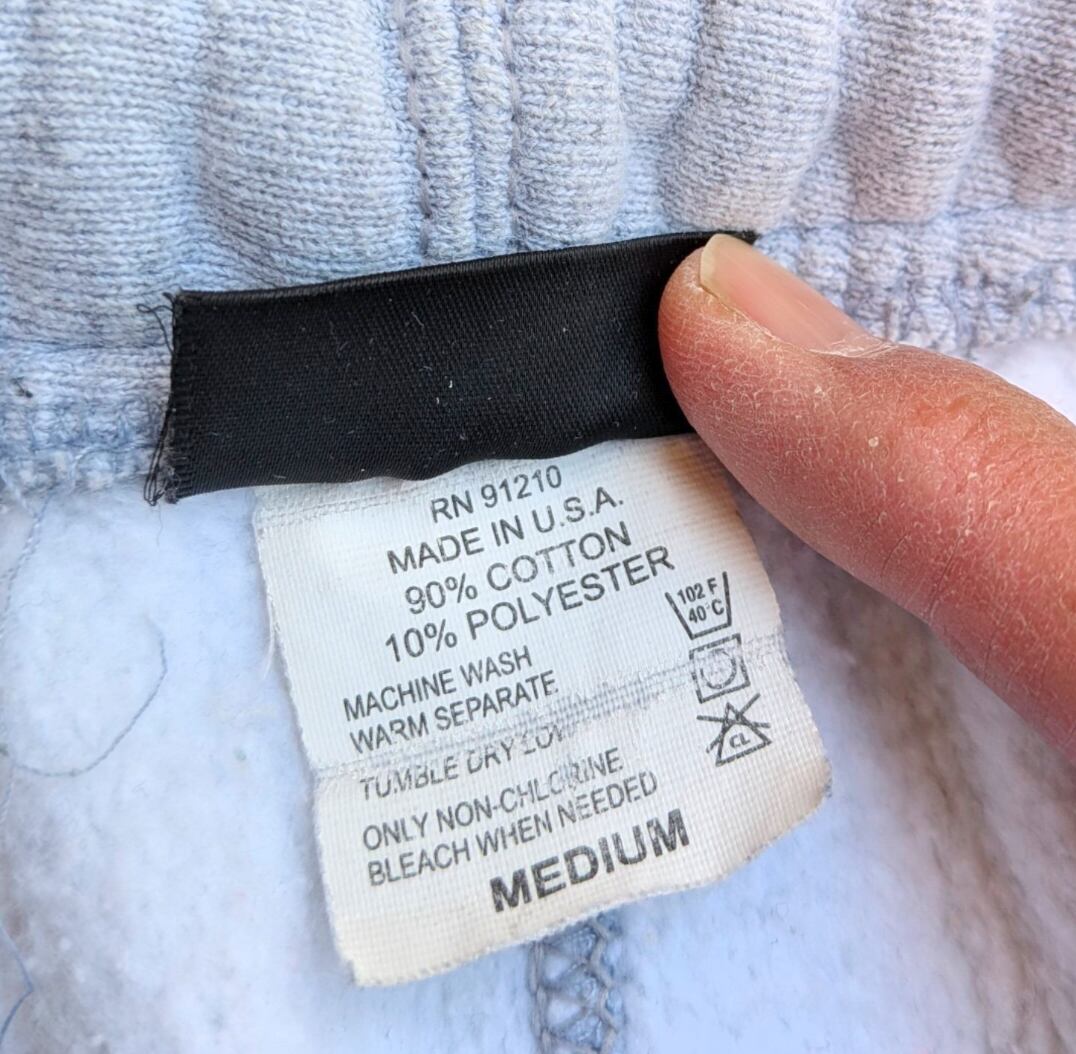 RN 91210
MADE IN U.S.A.
90% COTTON
10% POLYESTER
102 F
40°C
MACHINE WASH
WARM SEPARATE
TUMBLE DRY LOW
CL
ONLY NON-CHLORINE
BLEACH WHEN NEEDED
MEDIUM